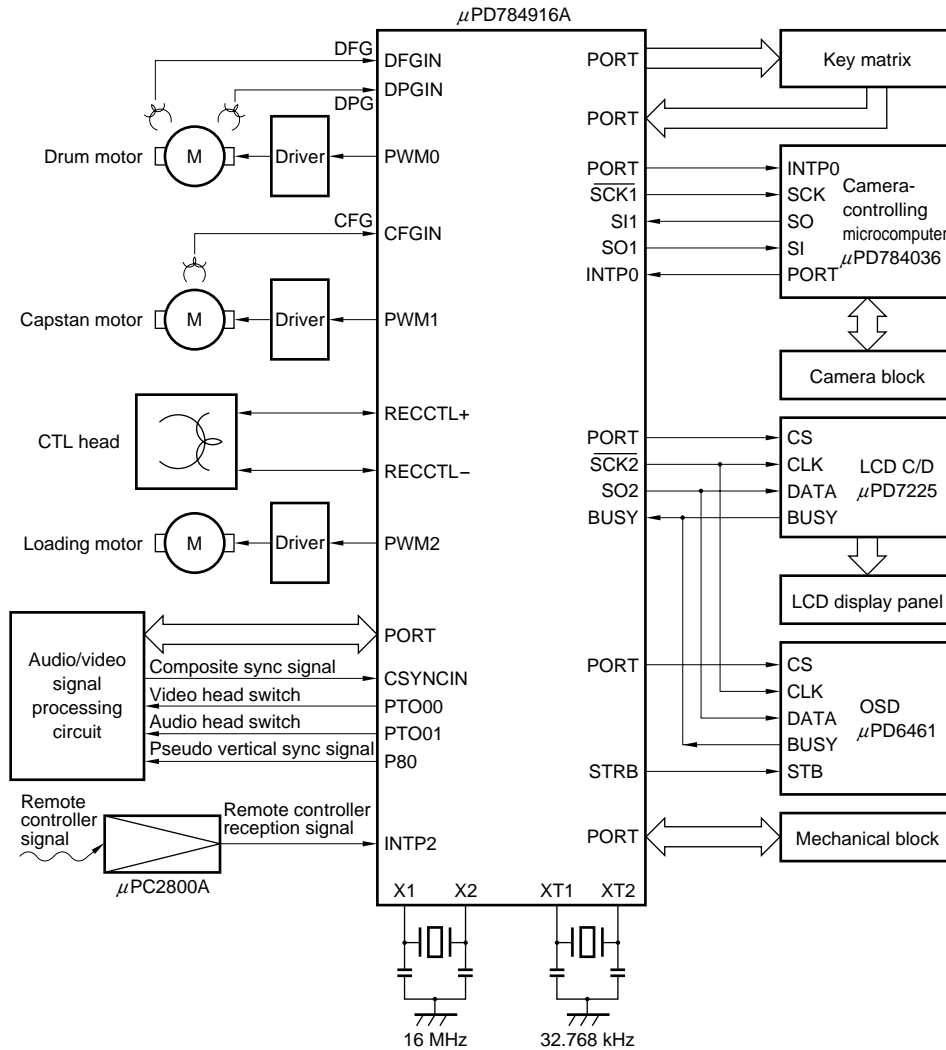 μPD784916A
DFG
DFGIN
DPGIN
DPG
Drum motor
M
Driver
PWM0
CFG
CFGIN
Capstan motor
M
Driver
PWM1
CTL head
RECCTL+
RECCTL−
Loading motor
M
Driver
PWM2
Audio/video
signal
processing
circuit
PORT
Composite sync signal
CSYNCIN
Video head switch
PTO00
Audio head switch
PTO01
Pseudo vertical sync signal
P80
Remote
controller
signal
Remote controller
reception signal
INTP2
μPC2800A
X1
X2
XT1
XT2
16 MHz
32.768 kHz
PORT
Key matrix
PORT
PORT
SCK1
SI1
SO1
INTP0
INTP0
SCK
SO
SI
PORT
Camera-
controlling
microcomputer
μPD784036
Camera block
PORT
SCK2
SO2
BUSY
CS
CLK
DATA
BUSY
LCD C/D
μPD7225
LCD display panel
PORT
STRB
CS
CLK
DATA
BUSY
STB
OSD
μPD6461
PORT
Mechanical block